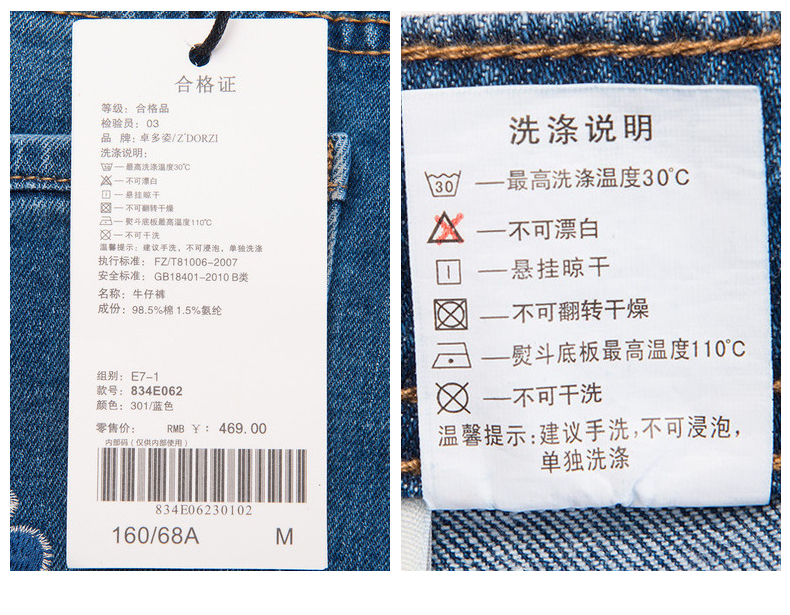 合格证
等级：合格品
检验员：03
品 牌：卓多姿/Z'DORZI
洗涤说明：
30 —最高洗涤温度30℃
—不可漂白
—悬挂晾干
—不可翻转干燥
—熨斗底板最高温度110℃
—不可干洗
温馨提示：建议手洗，不可浸泡，单独洗涤
执行标准：FZ/T81006-2007
安全标准：GB18401-2010 B类
名称：牛仔裤
成份：98.5%棉 1.5%氨纶
组别：E7-1
款号：834E062
颜色：301/蓝色
零售价： RMB ￥：469.00
内部码（仅供内部使用）
834E06230102
160/68A M
洗涤说明
30 —最高洗涤温度30℃
—不可漂白
—悬挂晾干
—不可翻转干燥
—熨斗底板最高温度110℃
—不可干洗
温馨提示：建议手洗，不可浸泡，
单独洗涤